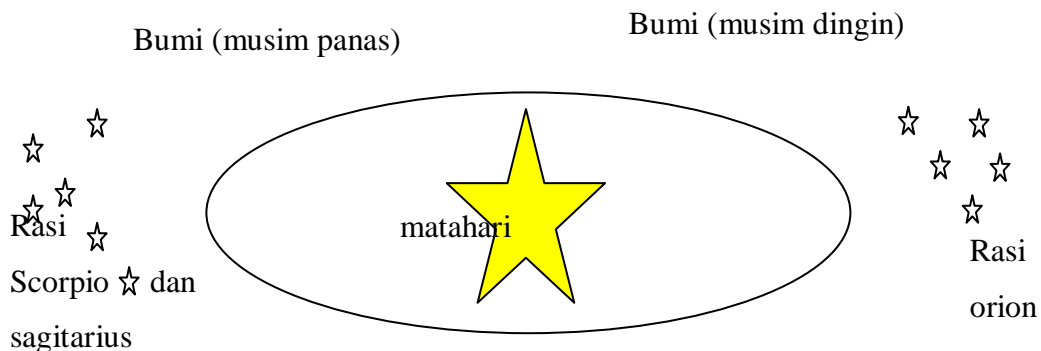 Bumi (musim panas)
Bumi (musim dingin)
Rasi
Scorpio dan
sagitarius
matahari
Rasi
orion